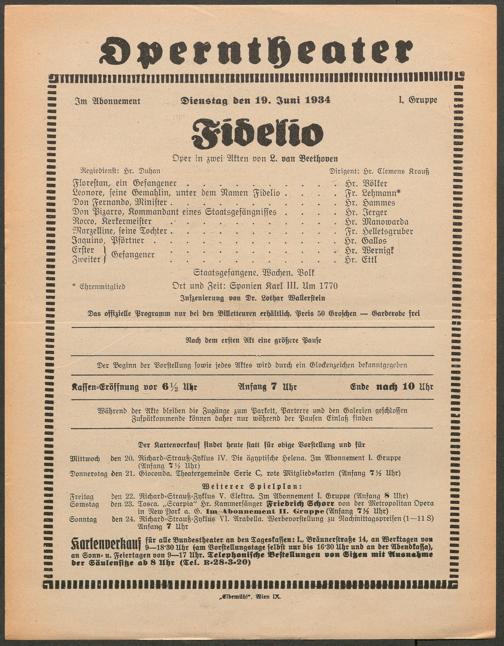 Operntheater
Im Abonnement Dienstag den 19. Juni 1934 I. Gruppe
Fidelio
Oper in zwei Akten von L. van Beethoven
Regiedienst: Hr. Duhan Dirigent: Hr. Clemens Krauß
Florestan, ein Gefangener . . . . . . . . . . Hr. Völker
Leonore, seine Gemahlin, unter dem Namen Fidelio . . . . Fr. Lehmann*
Don Fernando, Minister . . . . . . . . . . Hr. Hammes
Don Pizarro, Kommandant eines Staatsgefängnisses . . . . Hr. Jerger
Rocco, Kerkermeister . . . . . . . . . . Hr. Manowarda
Marzelline, seine Tochter . . . . . . . . . . Fr. Helletsgruber
Jaquino, Pförtner . . . . . . . . . . Hr. Gallos
Erster } Gefangener . . . . . . . . . . Hr. Wernigk
Zweiter . . . . . . . . . . Hr. Ettl
Staatsgefangene, Wachen, Volk
* Ehrenmitglied Ort und Zeit: Spanien Karl III. Um 1770
Inszenierung von Dr. Lothar Wallerstein
Das offizielle Programm nur bei den Billetteuren erhältlich. Preis 50 Groschen — Garderobe frei
Nach dem ersten Akt eine größere Pause
Der Beginn der Vorstellung sowie jedes Aktes wird durch ein Glockenzeichen bekanntgegeben
Kassen-Eröffnung vor 6½ Uhr Anfang 7 Uhr Ende nach 10 Uhr
Während der Akte bleiben die Zugänge zum Parkett, Parterre und den Galerien geschlossen
Zuspätkommende können daher nur während der Pausen Einlaß finden
Der Kartenverkauf findet heute statt für obige Vorstellung und für
Mittwoch den 20. Richard-Strauß-Zyklus IV. Die ägyptische Helena. Im Abonnement I. Gruppe
(Anfang 7½ Uhr)
Donnerstag den 21. Gioconda. Theatergemeinde Serie C, rote Mitgliedskarten (Anfang 7½ Uhr)
Weiterer Spielplan:
Freitag den 22. Richard-Strauß-Zyklus V. Elektra. Im Abonnement I. Gruppe (Anfang 8 Uhr)
Samstag den 23. Tosca. „Scarpia“ Hr. Kammersänger Friedrich Schorr von der Metropolitan Opera
in New York a. G. Im Abonnement II. Gruppe (Anfang 7½ Uhr)
Sonntag den 24. Richard-Strauß-Zyklus VI. Arabella. Werbevorstellung zu Nachmittagspreisen (1—11 S)
Anfang 7 Uhr
Kartenverkauf für alle Bundestheater an den Tageskassen: I., Bräunerstraße 14, an Werktagen von
9—18·30 Uhr (am Vorstellungstage selbst nur bis 16·30 Uhr und an der Abendkassa),
an Sonn- u. Feiertagen von 9—17 Uhr. Telephonische Bestellungen von Sitzen mit Ausnahme
der Säulensitze ab 8 Uhr (Tel. R-28-3-20)
„Elbemühl“, Wien IX.